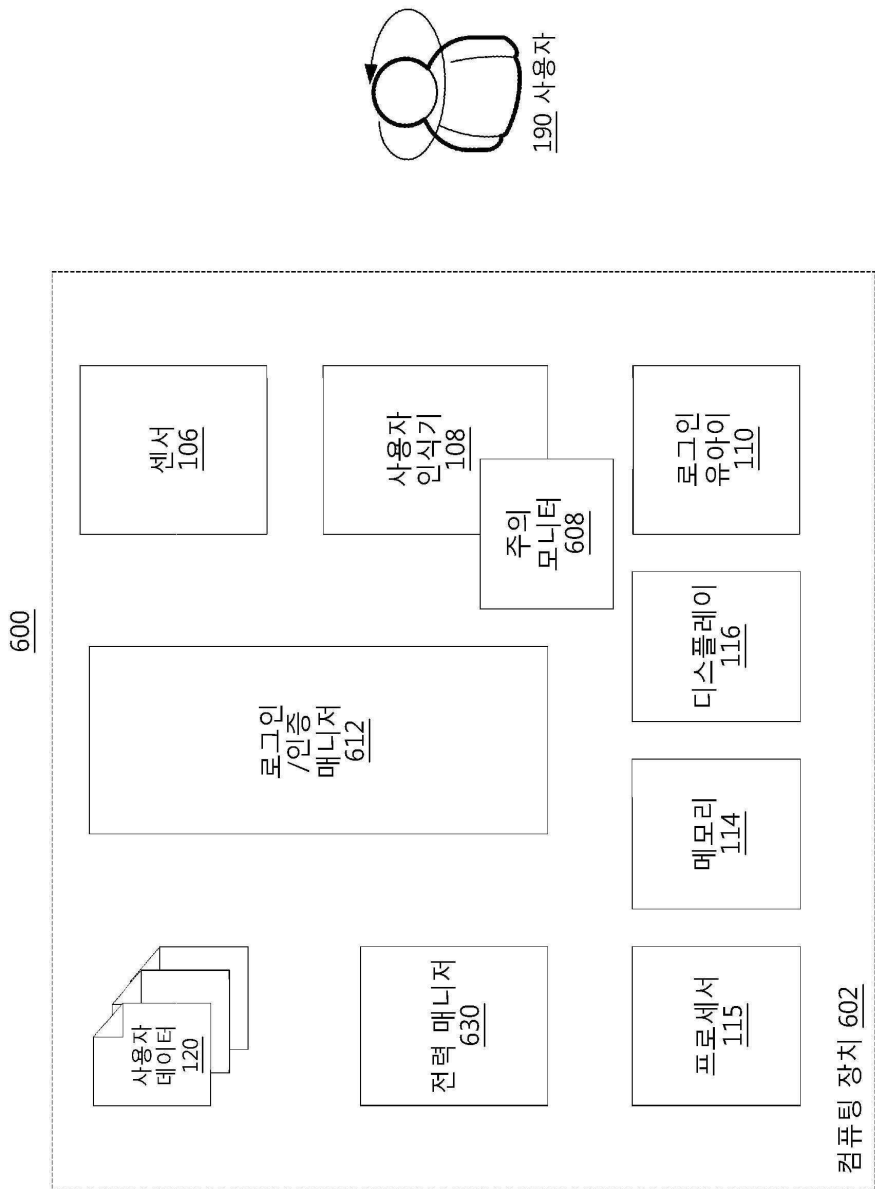 600
사용자
데이터
120
로그인
/인증
매니저
612
센서
106
전력 매니저
630
사용자
인식기
108
주의
모니터
608
프로세서
115
메모리
114
디스플레이
116
로그인
유아이
110
컴퓨팅 장치 602
190 사용자